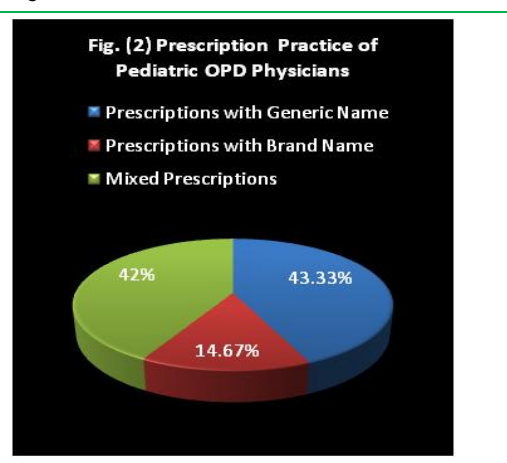 Fig. (2) Prescription Practice of
Pediatric OPD Physicians
Prescriptions with Generic Name
Prescriptions with Brand Name
Mixed Prescriptions
42%
43.33%
14.67%